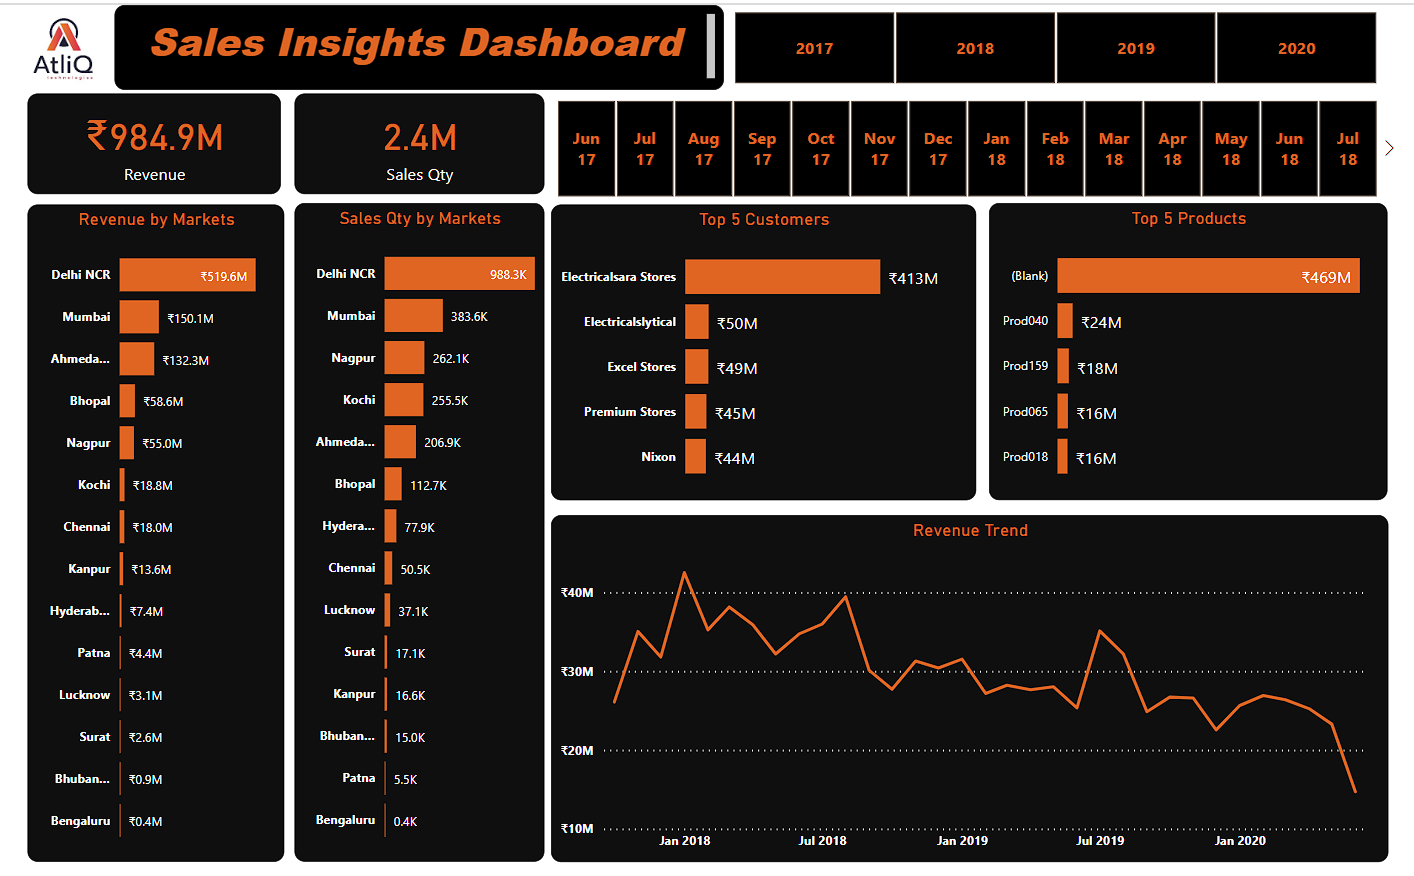 AtliQ
technologies
Sales Insights Dashboard
2017
2018
2019
2020
₹984.9M
Revenue
2.4M
Sales Qty
Jun
17
Jul
17
Aug
17
Sep
17
Oct
17
Nov
17
Dec
17
Jan
18
Feb
18
Mar
18
Apr
18
May
18
Jun
18
Jul
18
Revenue by Markets
Delhi NCR ₹519.6M
Mumbai ₹150.1M
Ahmeda... ₹132.3M
Bhopal ₹58.6M
Nagpur ₹55.0M
Kochi ₹18.8M
Chennai ₹18.0M
Kanpur ₹13.6M
Hyderab... ₹7.4M
Patna ₹4.4M
Lucknow ₹3.1M
Surat ₹2.6M
Bhuban... ₹0.9M
Bengaluru ₹0.4M
Sales Qty by Markets
Delhi NCR 988.3K
Mumbai 383.6K
Nagpur 262.1K
Kochi 255.5K
Ahmeda... 206.9K
Bhopal 112.7K
Hydera... 77.9K
Chennai 50.5K
Lucknow 37.1K
Surat 17.1K
Kanpur 16.6K
Bhuban... 15.0K
Patna 5.5K
Bengaluru 0.4K
Top 5 Customers
Electricalsara Stores ₹413M
Electricalslytical ₹50M
Excel Stores ₹49M
Premium Stores ₹45M
Nixon ₹44M
Top 5 Products
(Blank) ₹469M
Prod040 ₹24M
Prod159 ₹18M
Prod065 ₹16M
Prod018 ₹16M
Revenue Trend
₹40M
₹30M
₹20M
₹10M
Jan 2018 Jul 2018 Jan 2019 Jul 2019 Jan 2020